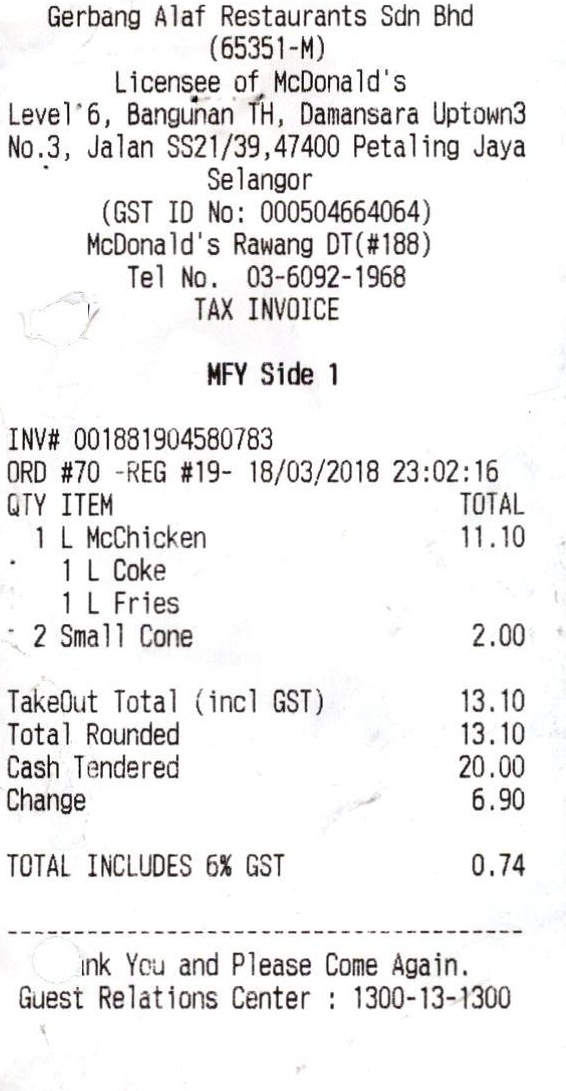 Gerbang Alaf Restaurants Sdn Bhd
(65351-M)
Licensee of McDonald's
Level 6, Bangunan TH, Damansara Uptown3
No.3, Jalan SS21/39,47400 Petaling Jaya
Selangor
(GST ID No: 000504664064)
McDonald's Rawang DT(#188)
Tel No. 03-6092-1968
TAX INVOICE
MFY Side 1
INV# 001881904580783
ORD #70 -REG #19- 18/03/2018 23:02:16
QTY ITEM TOTAL
1 L McChicken 11.10
1 L Coke
1 L Fries
2 Small Cone 2.00
TakeOut Total (incl GST) 13.10
Total Rounded 13.10
Cash Tendered 20.00
Change 6.90
TOTAL INCLUDES 6% GST 0.74
---------------------------------------
ank You and Please Come Again.
Guest Relations Center : 1300-13-1300